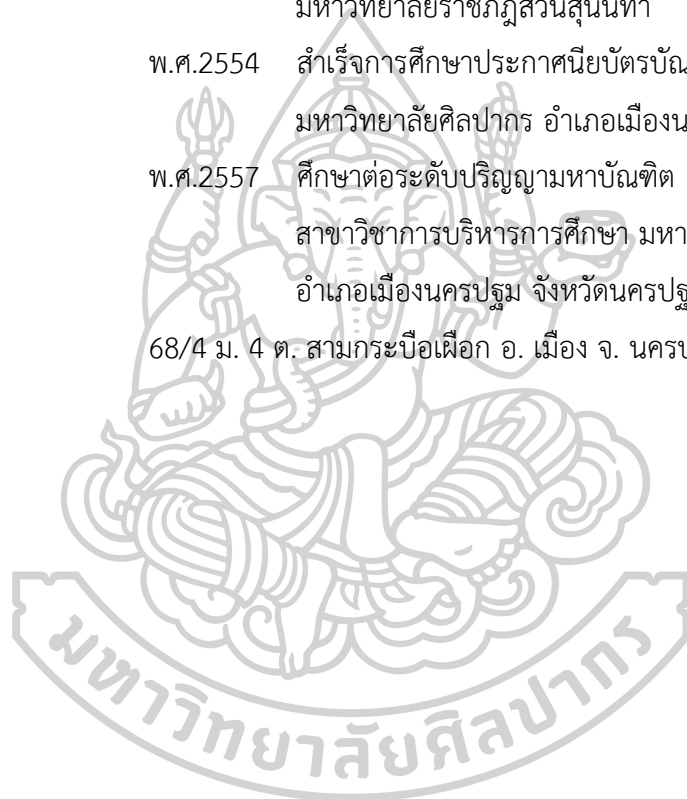 มหาวิทยาลัยราชภัฎสวนสุนันทา
พ.ศ.2554 สำเร็จการศึกษาประกาศนียบัตรบัณ
มหาวิทยาลัยศิลปากร อำเภอเมืองน
พ.ศ.2557 ศึกษาต่อระดับปริญญามหาบัณฑิต
สาขาวิชาการบริหารการศึกษา มหา
อำเภอเมืองนครปฐม จังหวัดนครปฐ
68/4 ม. 4 ต. สามกระบือเผือก อ. เมือง จ. นครป
มหาวิทยาลัยศิลปากร